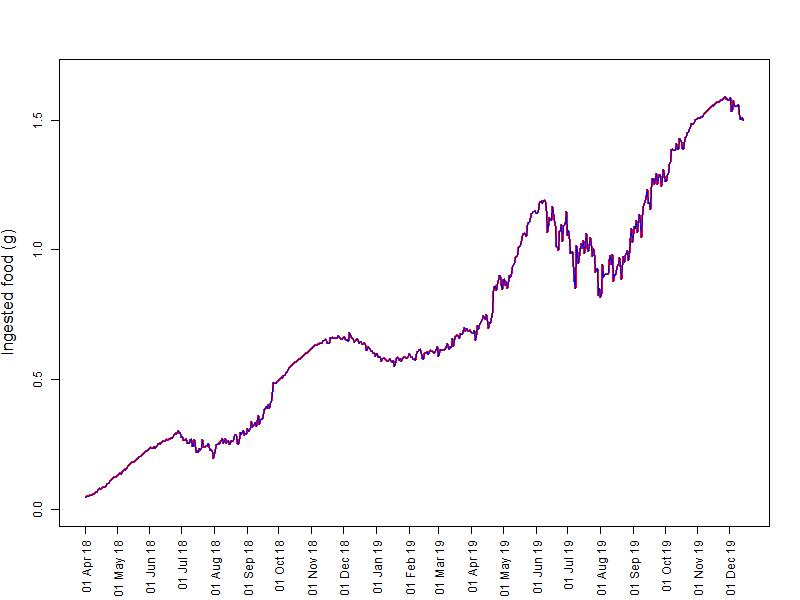 Ingested food (g)
1.5
1.0
0.5
0.0
01 Apr 18
01 May 18
01 Jun 18
01 Jul 18
01 Aug 18
01 Sep 18
01 Oct 18
01 Nov 18
01 Dec 18
01 Jan 19
01 Feb 19
01 Mar 19
01 Apr 19
01 May 19
01 Jun 19
01 Jul 19
01 Aug 19
01 Sep 19
01 Oct 19
01 Nov 19
01 Dec 19